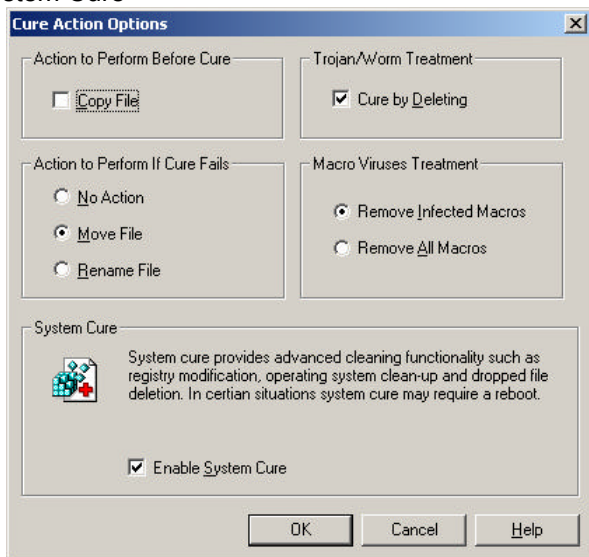 stem Cure
Cure Action Options
Action to Perform Before Cure
Copy File
Trojan/Worm Treatment
Cure by Deleting
Action to Perform If Cure Fails
No Action
Move File
Rename File
Macro Viruses Treatment
Remove Infected Macros
Remove All Macros
System Cure
System cure provides advanced cleaning functionality such as
registry modification, operating system clean-up and dropped file
deletion. In certian situations system cure may require a reboot.
Enable System Cure
OK
Cancel
Help